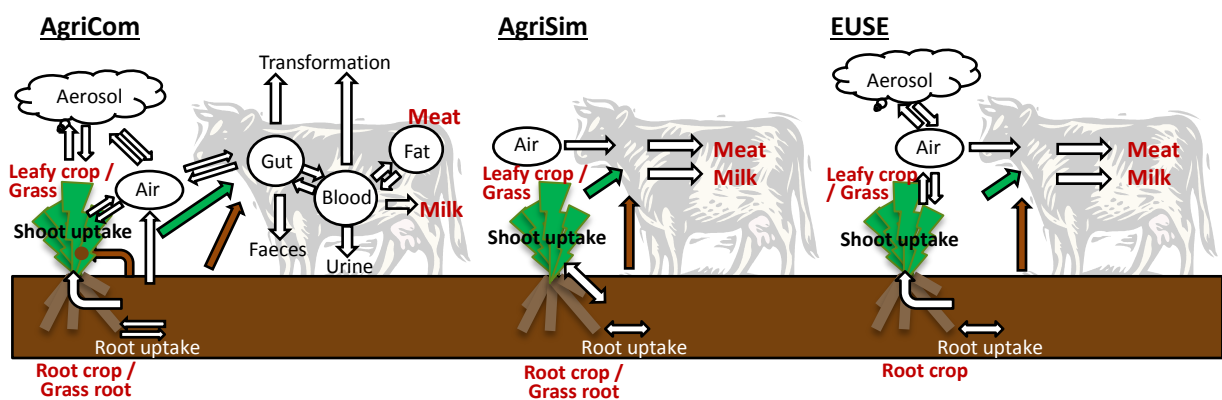 AgriCom
Transformation
Aerosol
Meat
Fat
Gut
Leafy crop /
Grass
Air
Blood
Milk
Shoot uptake
Faeces
Urine
Root uptake
Root crop /
Grass root
AgriSim
Air
Meat
Leafy crop /
Grass
Milk
Shoot uptake
Root uptake
Root crop /
Grass root
EUSE
Aerosol
Air
Meat
Leafy crop
/ Grass
Milk
Shoot uptake
Root uptake
Root crop